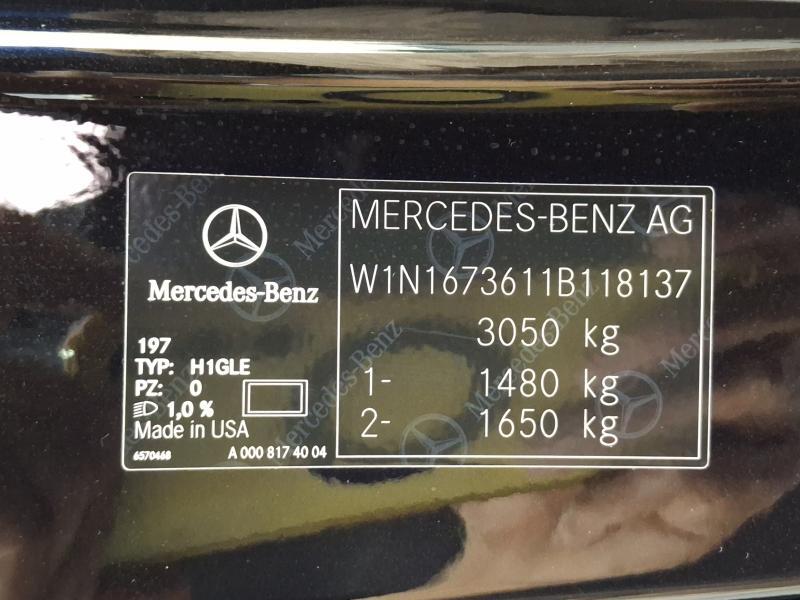 Mercedes-Benz
197
TYP: H1GLE
PZ: 0
1,0 %
Made in USA
6570468
A 000 817 40 04
MERCEDES-BENZ AG
W1N1673611B118137
3050 kg
1- 1480 kg
2- 1650 kg